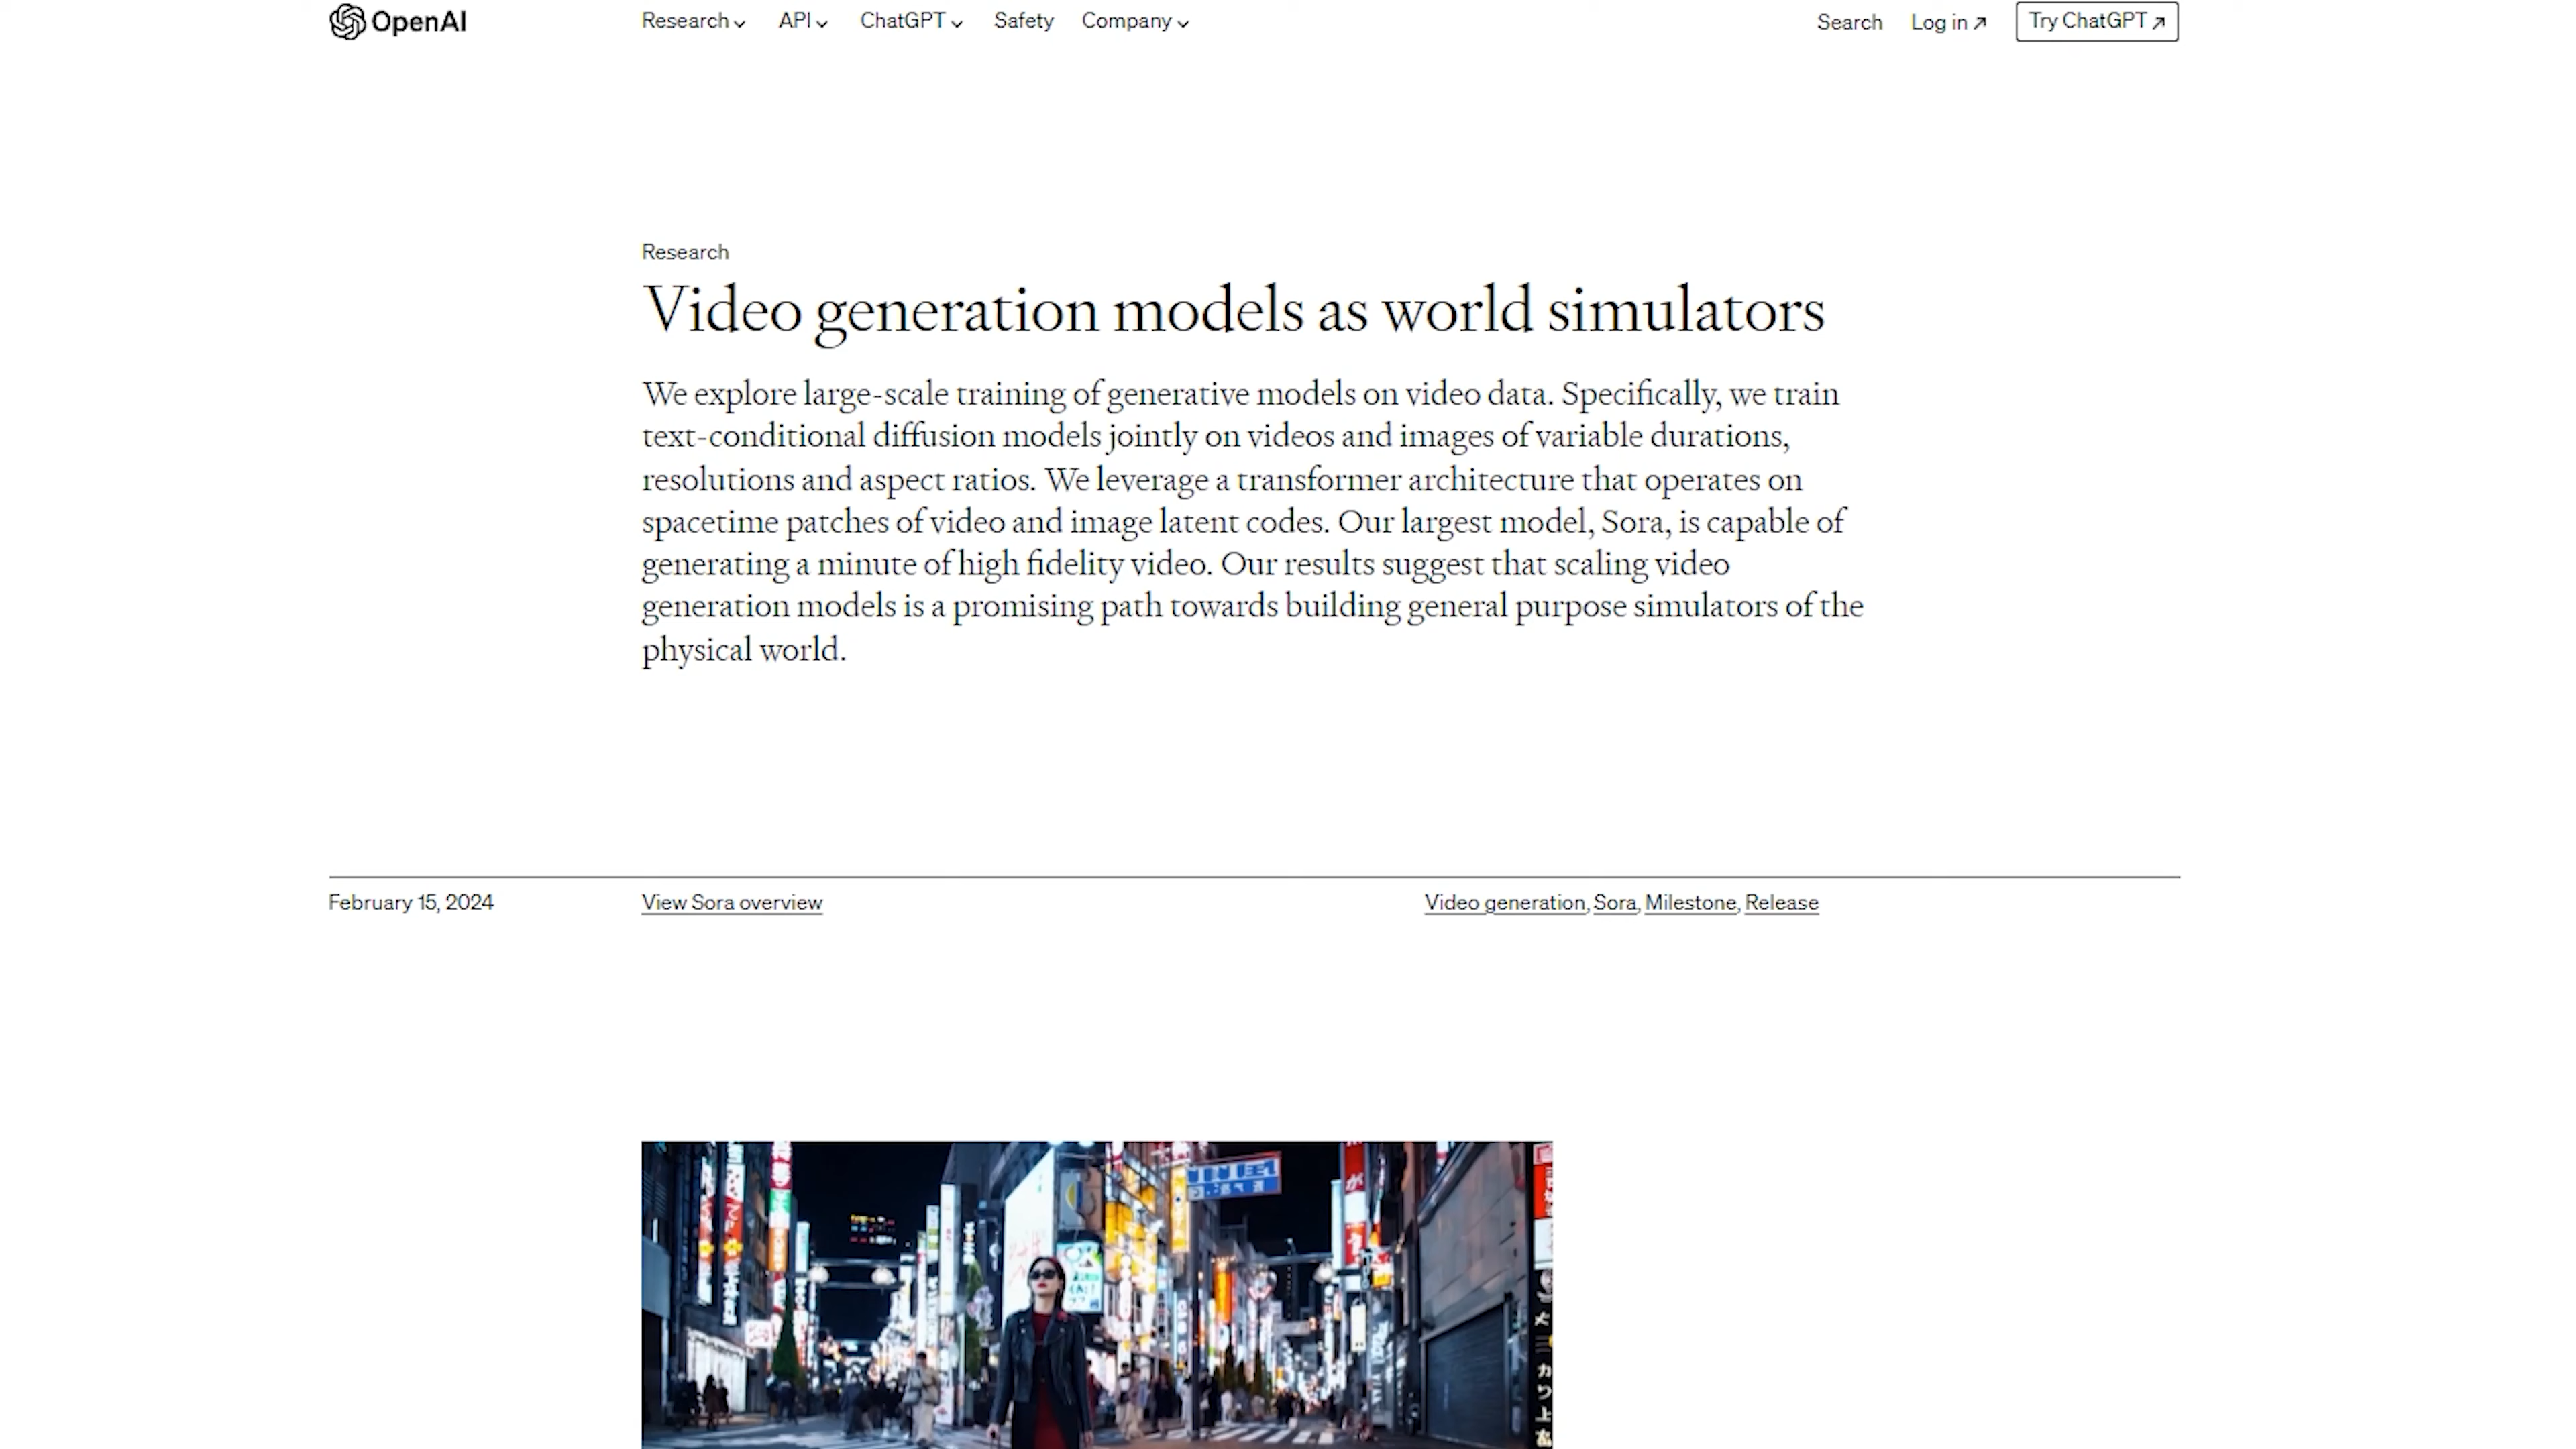 OpenAI
Research API ChatGPT Safety Company
Search Log in Try ChatGPT
Research
Video generation models as world simulators
We explore large-scale training of generative models on video data. Specifically, we train
text-conditional diffusion models jointly on videos and images of variable durations,
resolutions and aspect ratios. We leverage a transformer architecture that operates on
spacetime patches of video and image latent codes. Our largest model, Sora, is capable of
generating a minute of high fidelity video. Our results suggest that scaling video
generation models is a promising path towards building general purpose simulators of the
physical world.
February 15, 2024
View Sora overview
Video generation, Sora, Milestone, Release